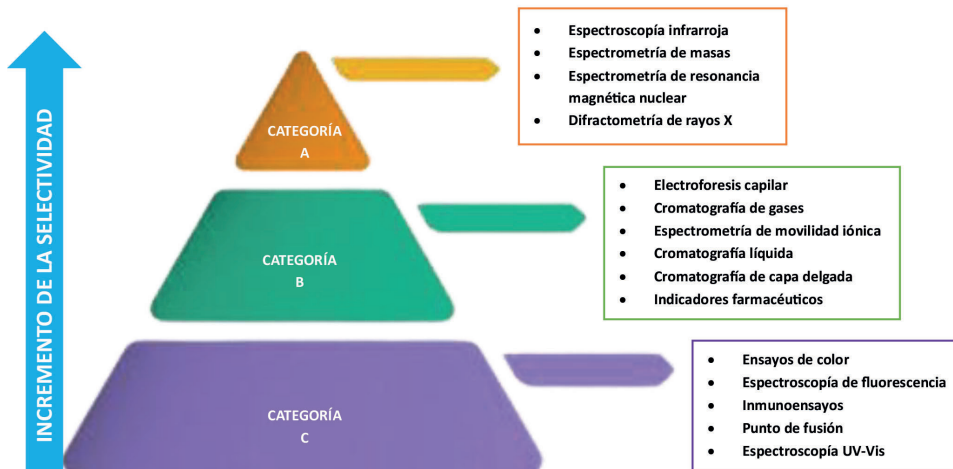 INCREMENTO DE LA SELECTIVIDAD
CATEGORÍA
A
• Espectroscopía infrarroja
• Espectrometría de masas
• Espectrometría de resonancia
magnética nuclear
• Difractometría de rayos X
CATEGORÍA
B
• Electroforesis capilar
• Cromatografía de gases
• Espectrometría de movilidad iónica
• Cromatografía líquida
• Cromatografía de capa delgada
• Indicadores farmacéuticos
CATEGORÍA
C
• Ensayos de color
• Espectroscopía de fluorescencia
• Inmunoensayos
• Punto de fusión
• Espectroscopía UV-Vis